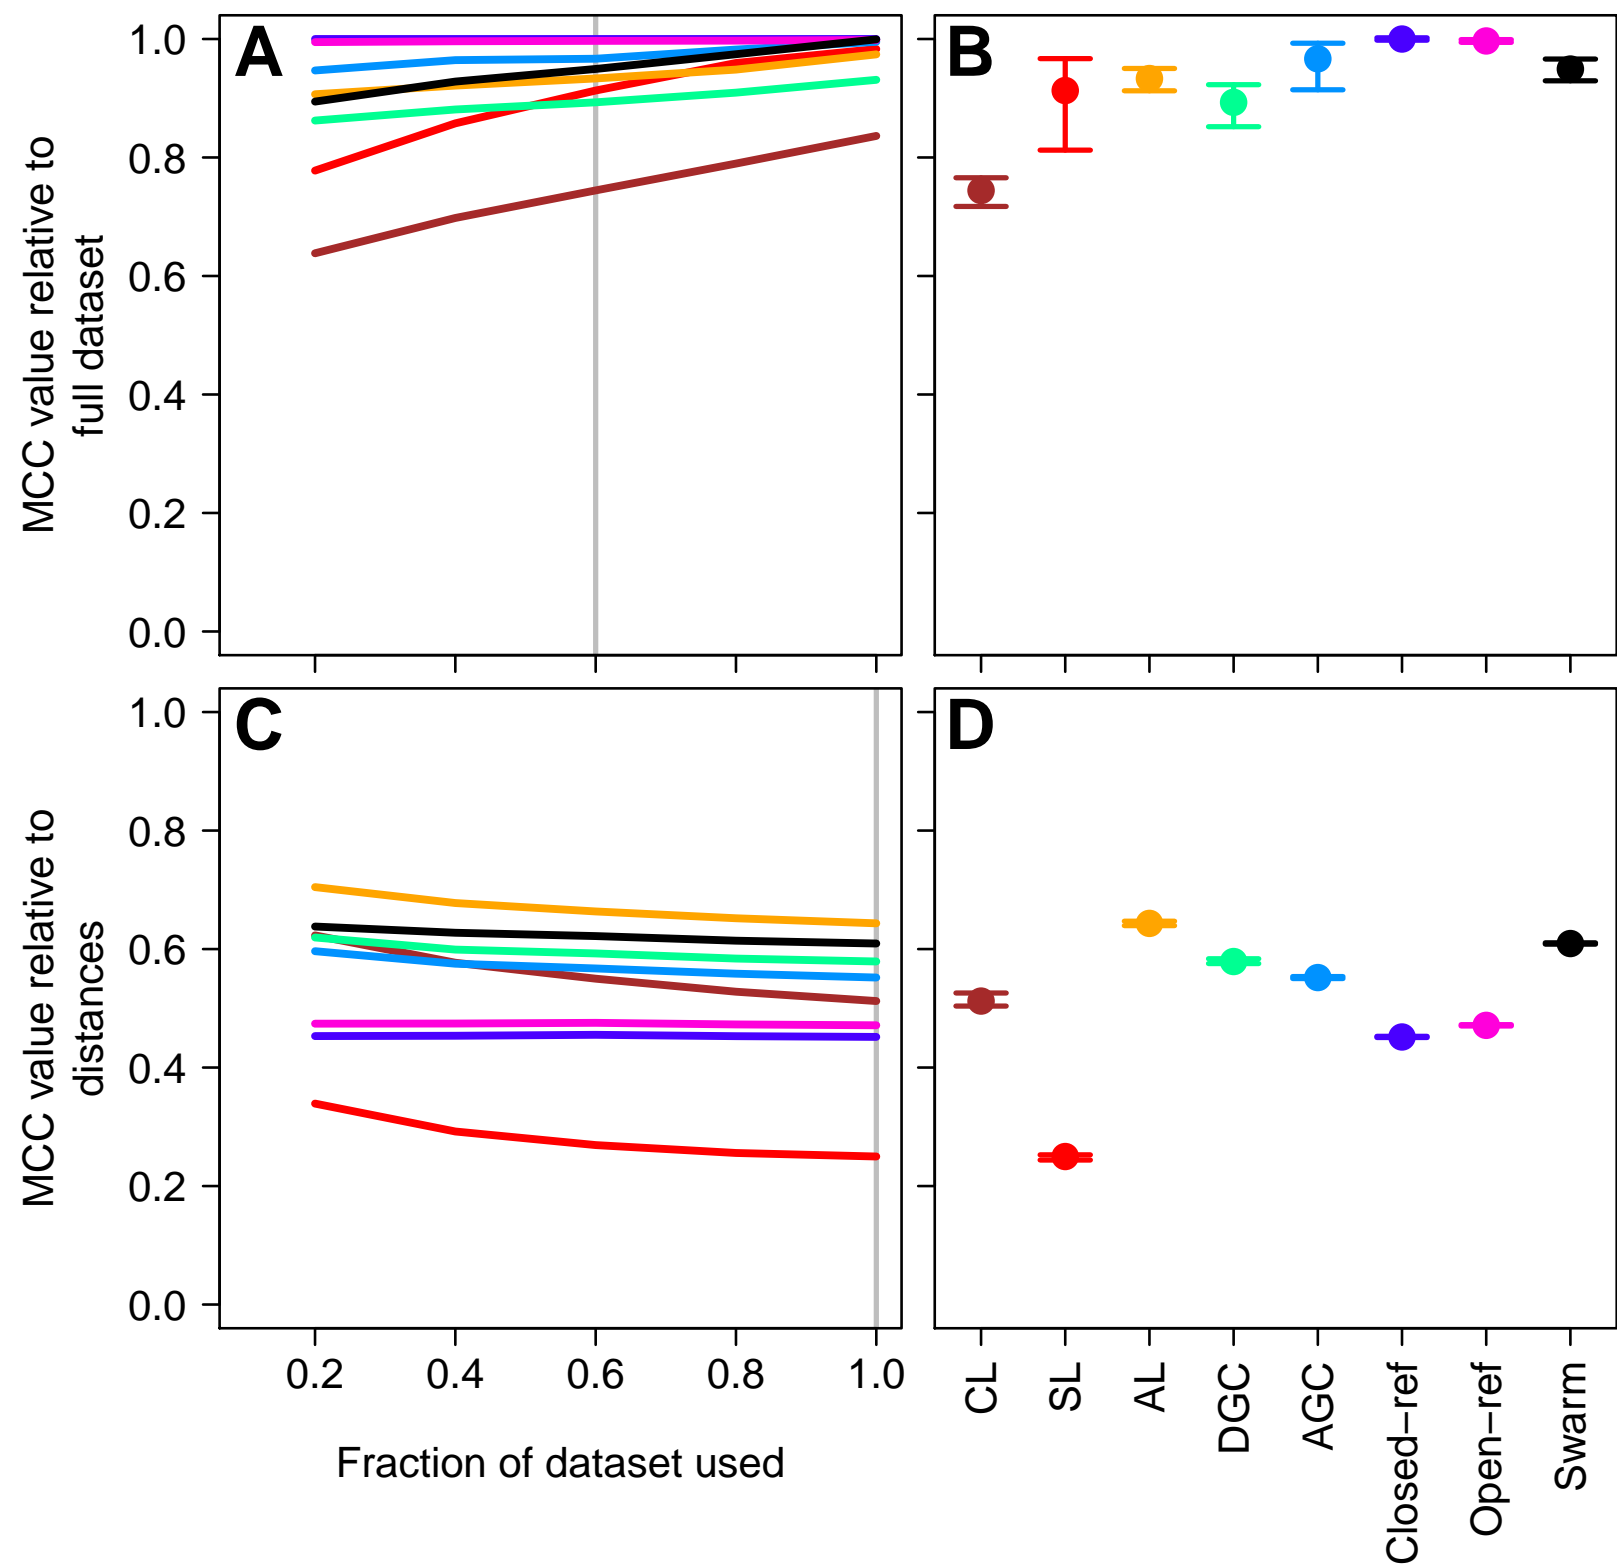 A
B
MCC value relative to
full dataset
1.0
0.8
0.6
0.4
0.2
0.0
C
D
MCC value relative to
distances
1.0
0.8
0.6
0.4
0.2
0.0
0.2 0.4 0.6 0.8 1.0
Fraction of dataset used
CL
SL
AL
DGC
AGC
Closed−ref
Open−ref
Swarm